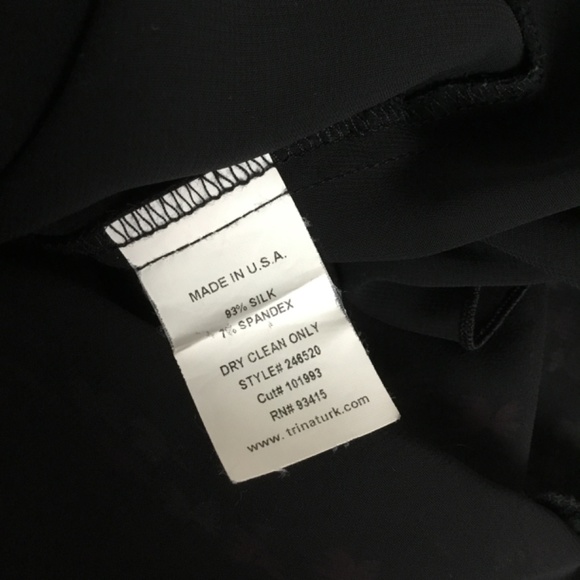 MADE IN U.S.A.
93% SILK
7% SPANDEX
DRY CLEAN ONLY
STYLE# 248520
Cut# 101993
RN# 93415
www.trinaturk.com